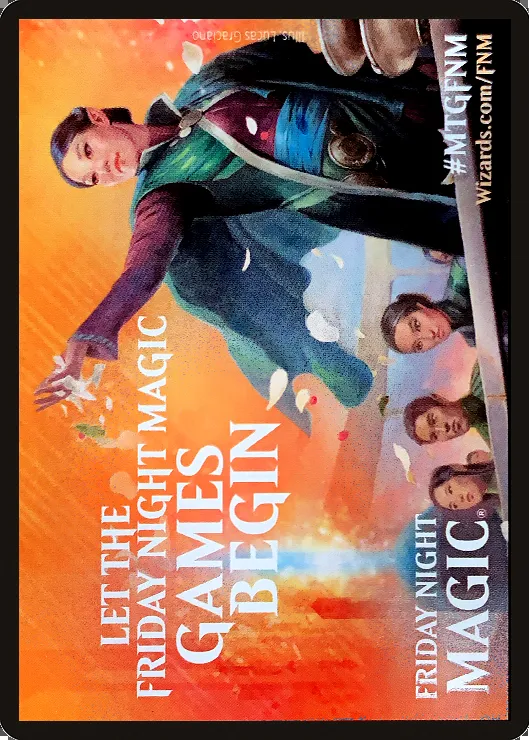 Illus. Lucas Graciano
LET THE
FRIDAY NIGHT MAGIC
GAMES
BEGIN
FRIDAY NIGHT
MAGIC®
#MTGFNM
Wizards.com/FNM